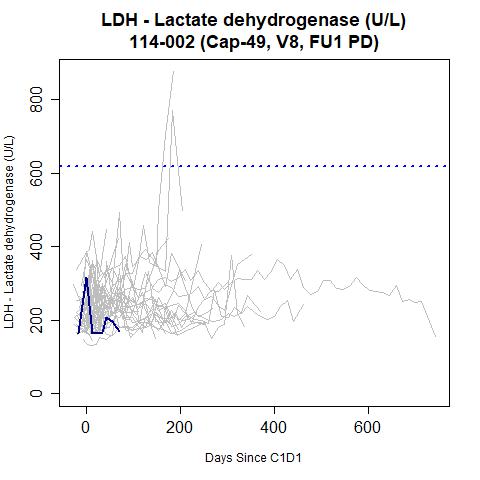 LDH - Lactate dehydrogenase (U/L)
114-002 (Cap-49, V8, FU1 PD)
LDH - Lactate dehydrogenase (U/L)
800
600
400
200
0
0 200 400 600
Days Since C1D1